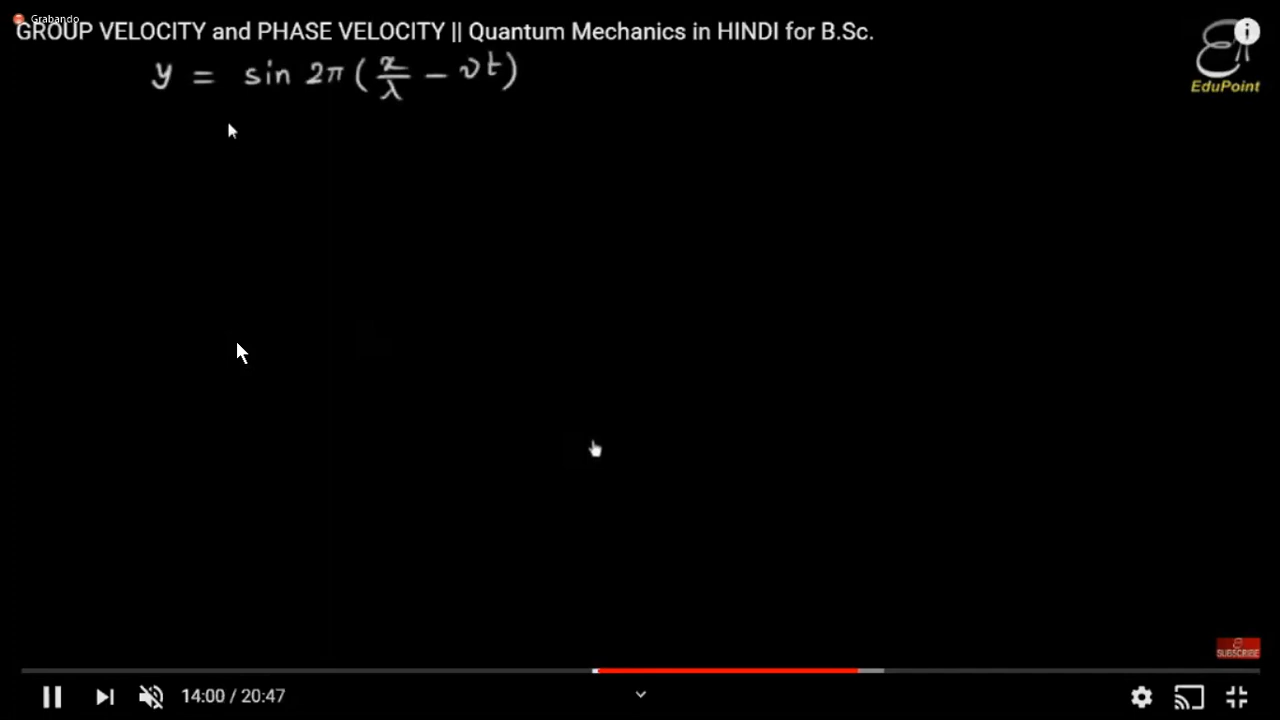 Grabando
GROUP VELOCITY and PHASE VELOCITY || Quantum Mechanics in HINDI for B.Sc.
y = sin 2π (x/λ − νt)
EduPoint
SUBSCRIBE
14:00 / 20:47